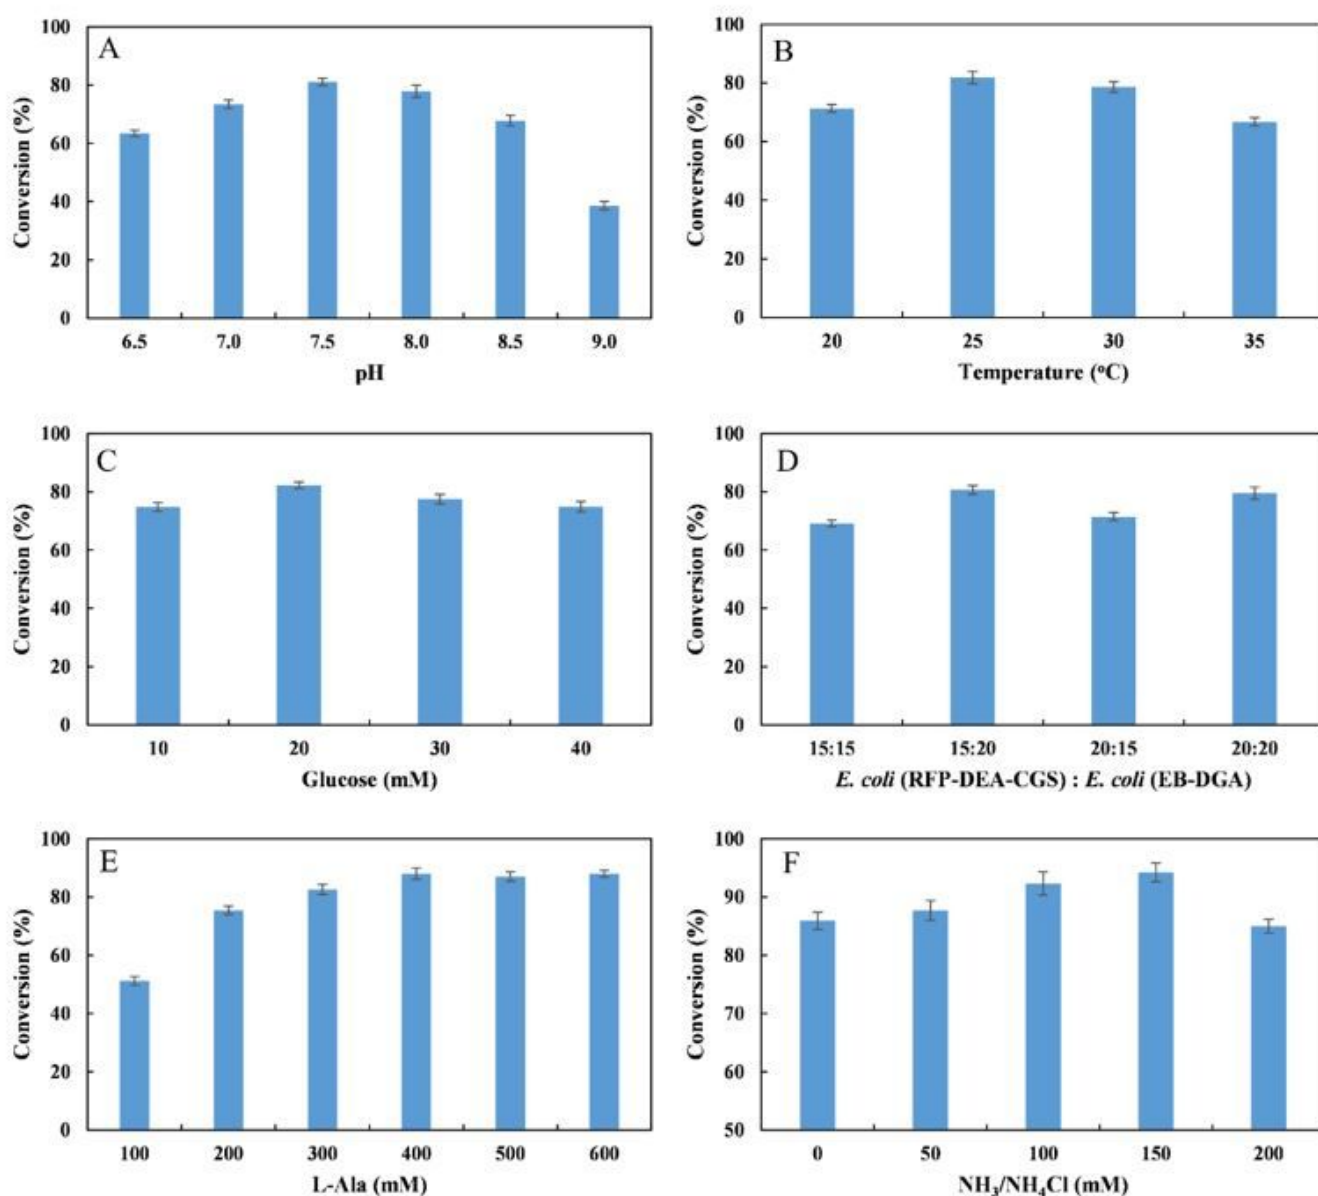 A
Conversion (%)
100
80
60
40
20
0
6.5 7.0 7.5 8.0 8.5 9.0
pH
B
Conversion (%)
100
80
60
40
20
0
20 25 30 35
Temperature (°C)
C
Conversion (%)
100
80
60
40
20
0
10 20 30 40
Glucose (mM)
D
Conversion (%)
100
80
60
40
20
0
15:15 15:20 20:15 20:20
E. coli (RFP-DEA-CGS) : E. coli (EB-DGA)
E
Conversion (%)
100
80
60
40
20
0
100 200 300 400 500 600
L-Ala (mM)
F
Conversion (%)
100
90
80
70
60
50
0 50 100 150 200
NH₃/NH₄Cl (mM)